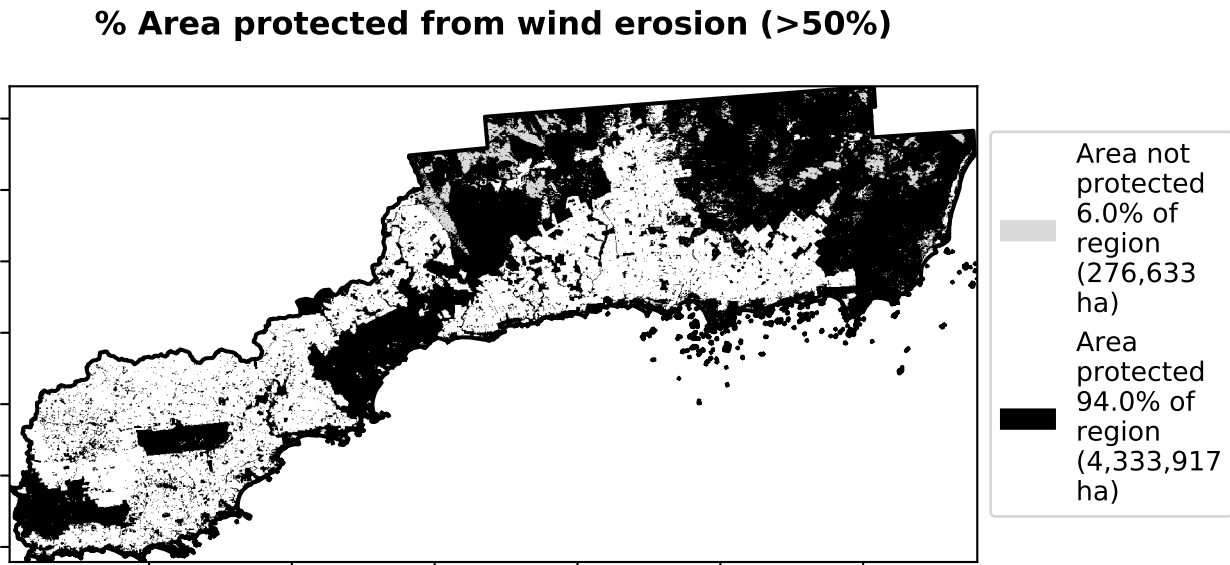 % Area protected from wind erosion (>50%)
Area not
protected
6.0% of
region
(276,633
ha)
Area
protected
94.0% of
region
(4,333,917
ha)